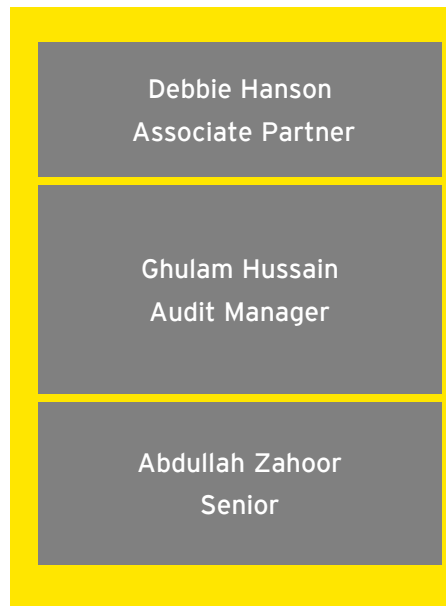 Debbie Hanson
Associate Partner
Ghulam Hussain
Audit Manager
Abdullah Zahoor
Senior